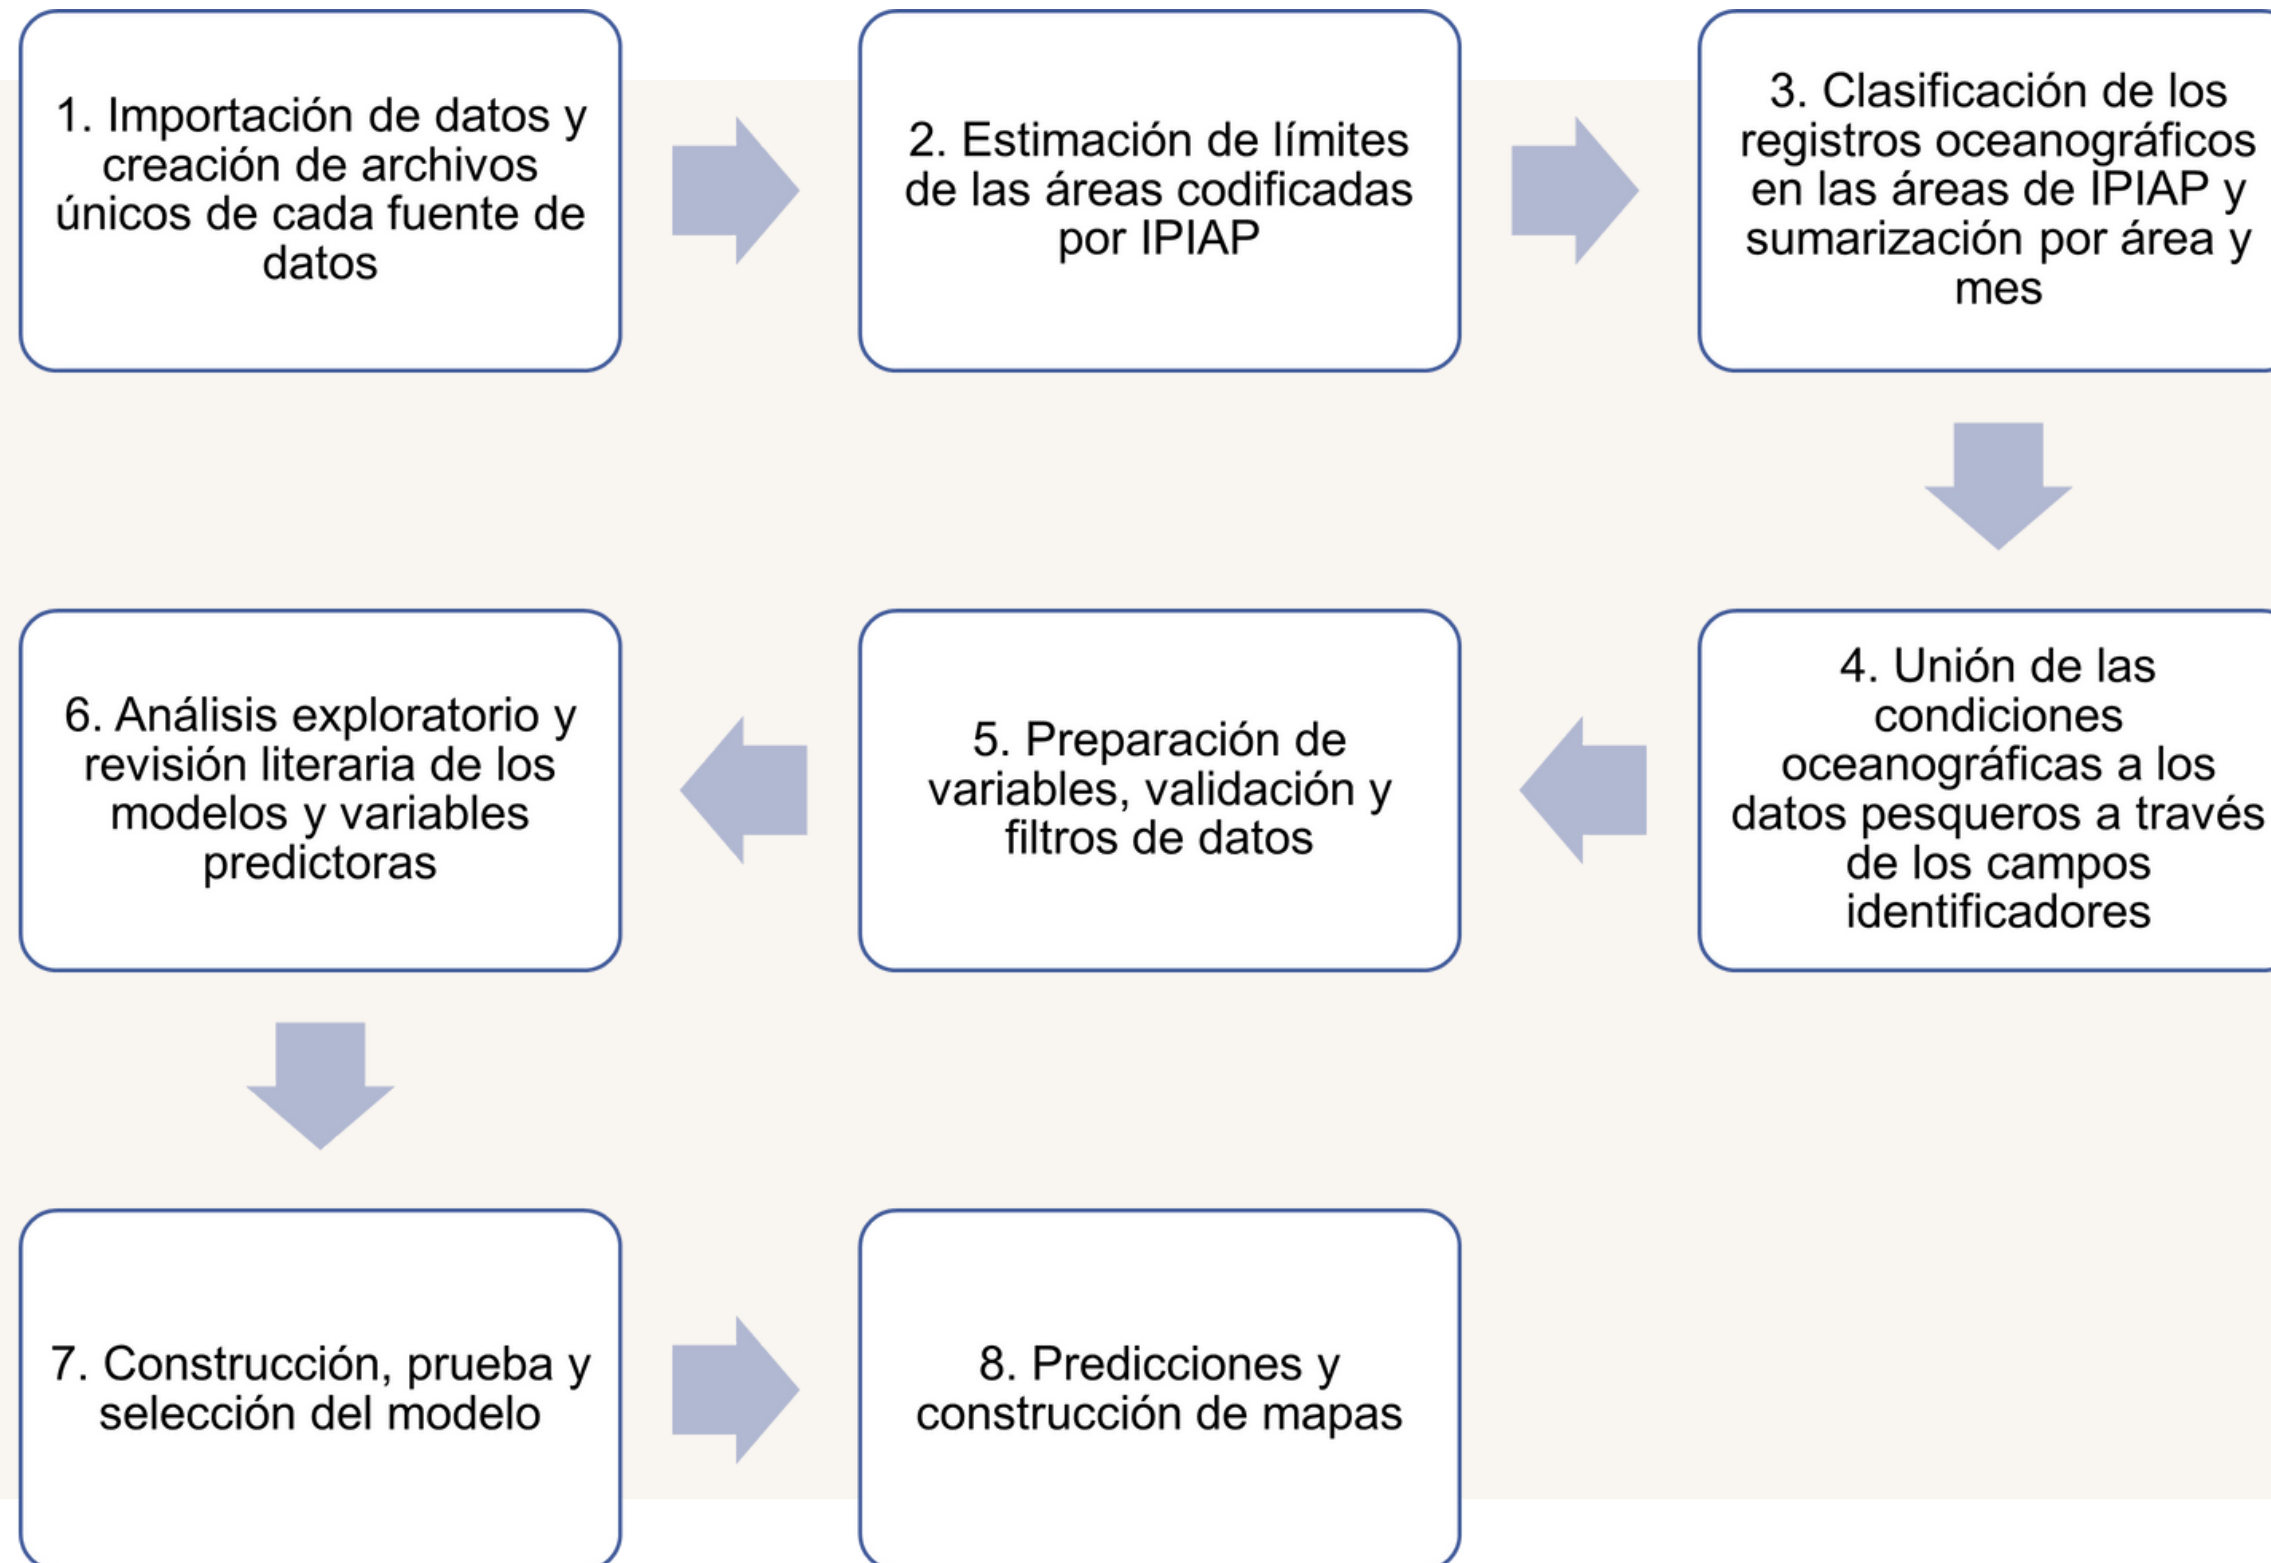 1. Importación de datos y
creación de archivos
únicos de cada fuente de
datos
2. Estimación de límites
de las áreas codificadas
por IPIAP
3. Clasificación de los
registros oceanográficos
en las áreas de IPIAP y
sumarización por área y
mes
4. Unión de las
condiciones
oceanográficas a los
datos pesqueros a través
de los campos
identificadores
5. Preparación de
variables, validación y
filtros de datos
6. Análisis exploratorio y
revisión literaria de los
modelos y variables
predictoras
7. Construcción, prueba y
selección del modelo
8. Predicciones y
construcción de mapas